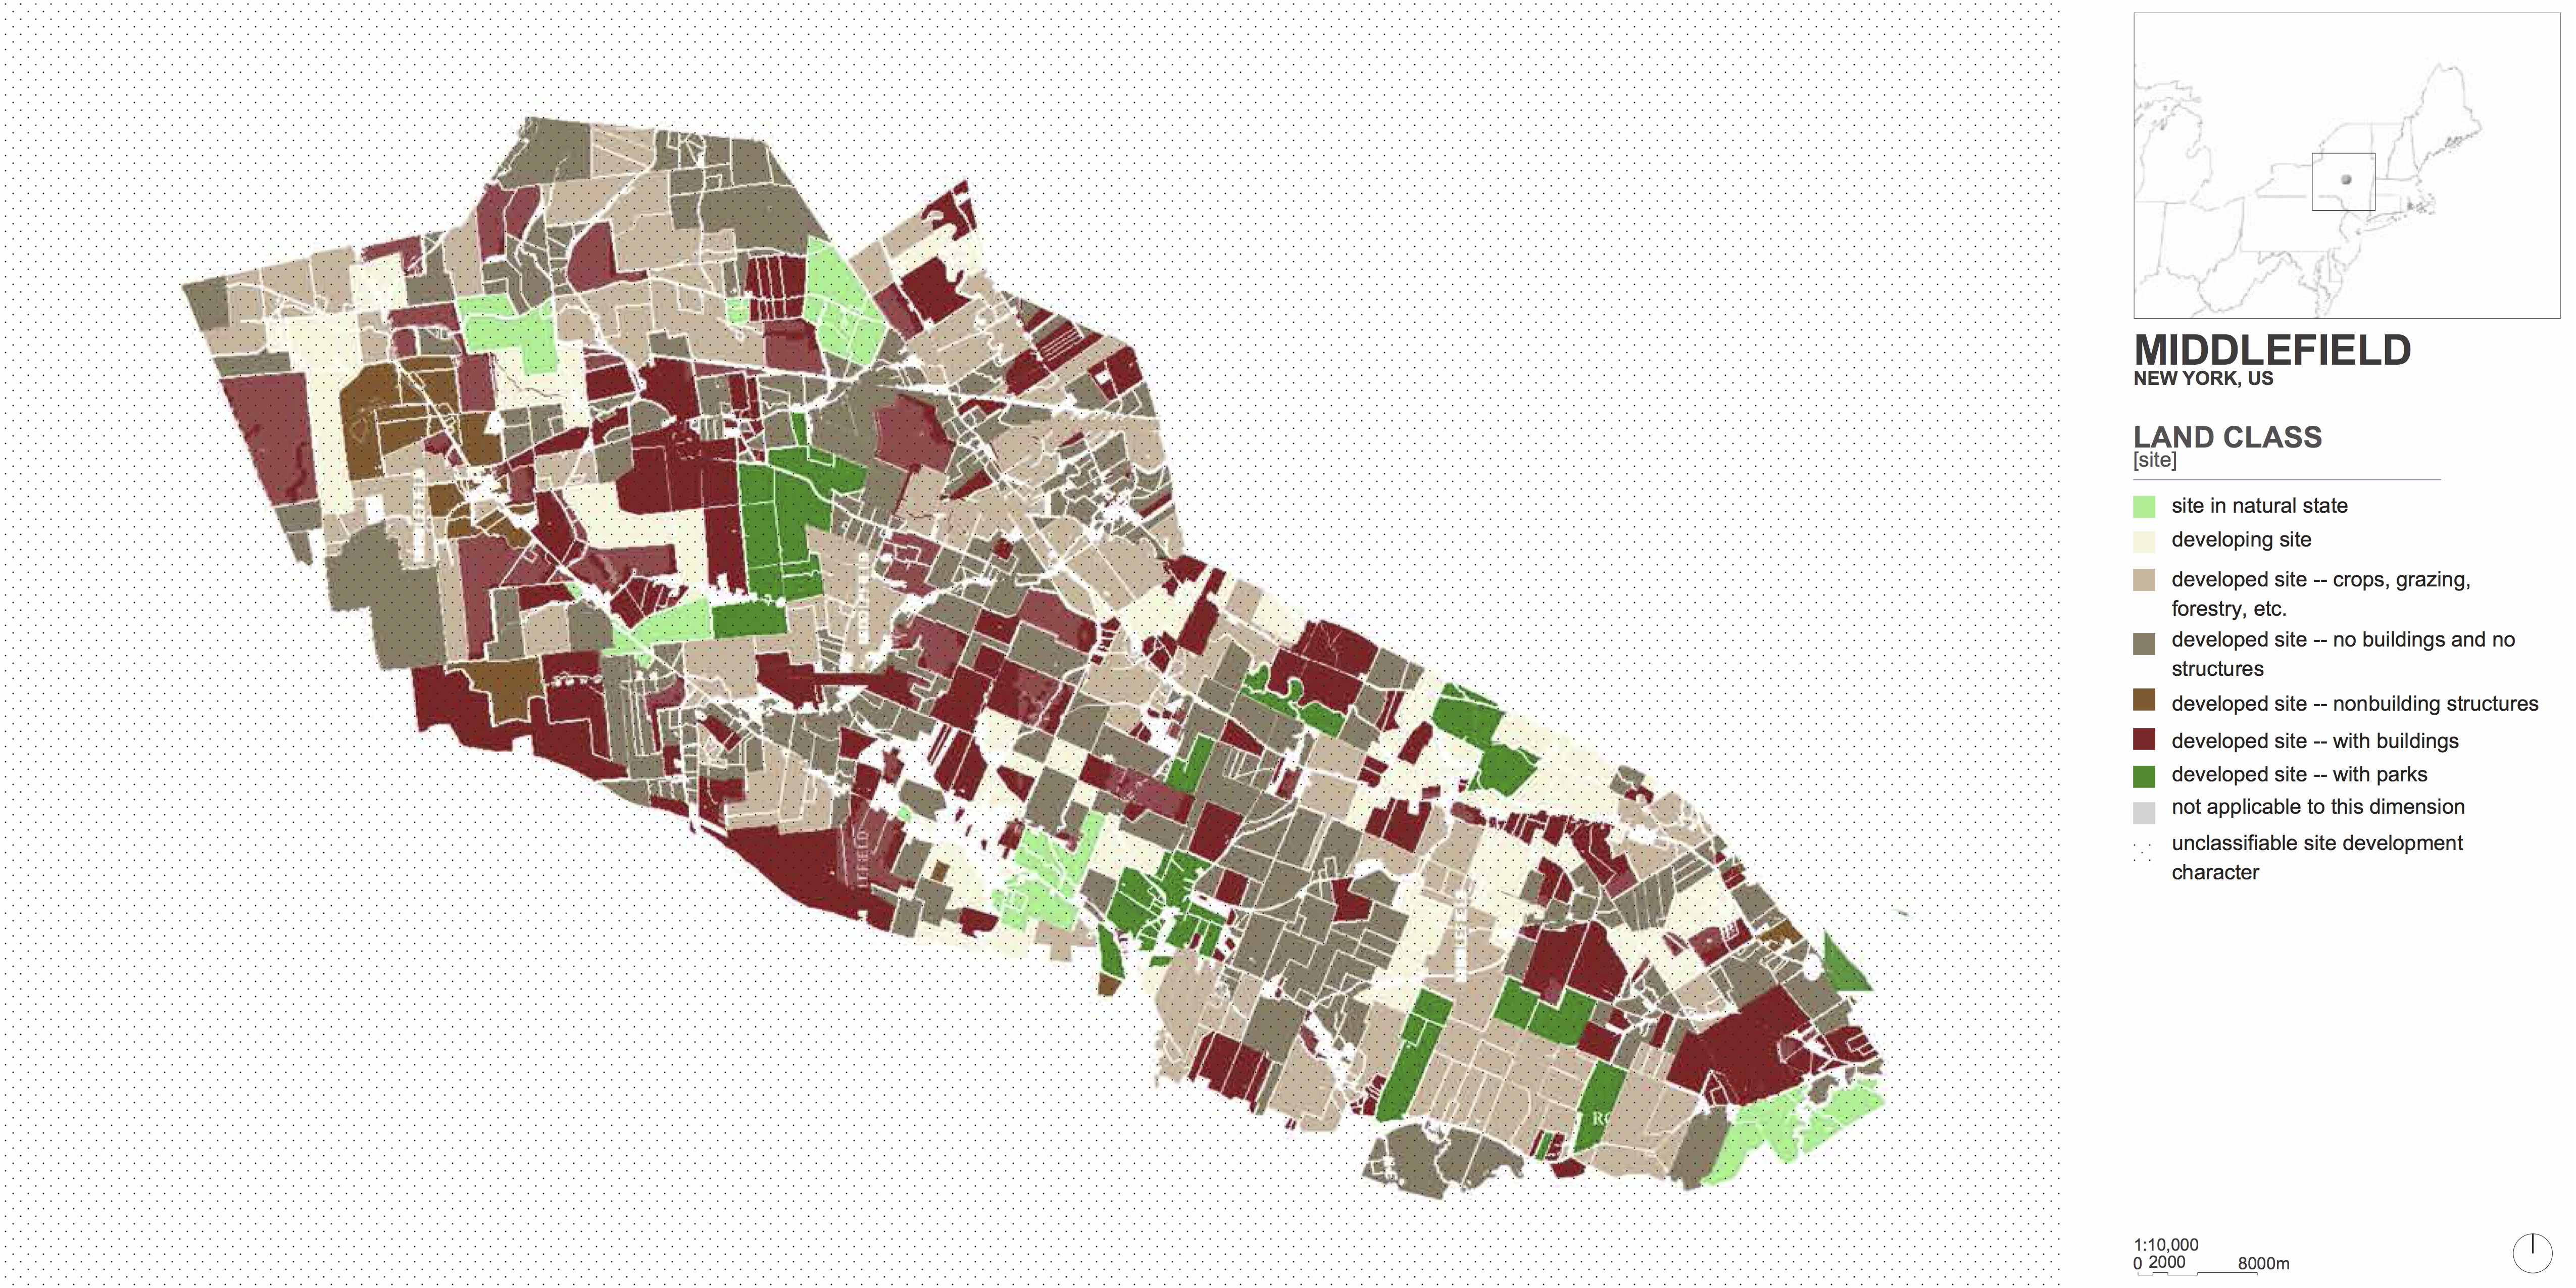 MIDDLEFIELD
NEW YORK, US
LAND CLASS
[site]
site in natural state
developing site
developed site -- crops, grazing,
forestry, etc.
developed site -- no buildings and no
structures
developed site -- nonbuilding structures
developed site -- with buildings
developed site -- with parks
not applicable to this dimension
unclassifiable site development
character
1:10,000
0 2000 8000m
LEFIELD
RO